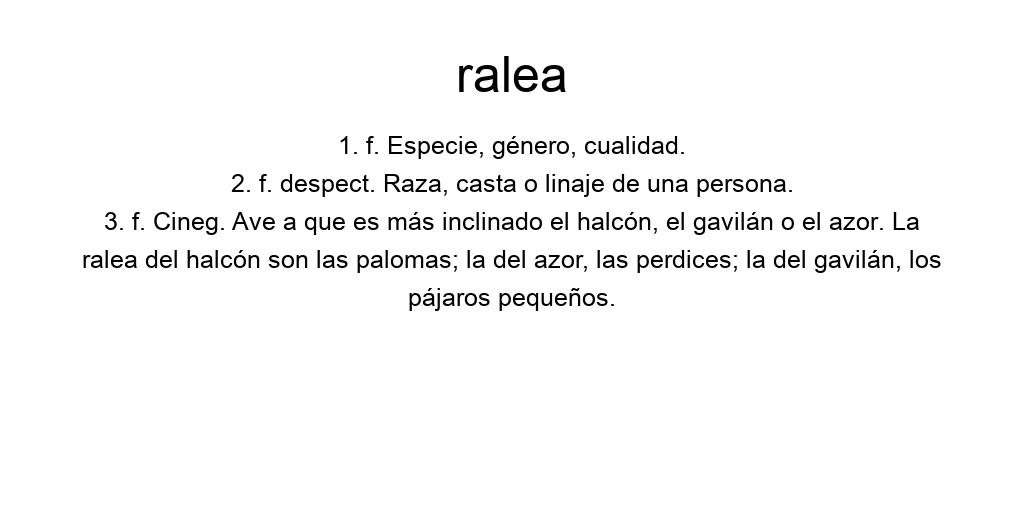 ralea
1. f. Especie, género, cualidad.
2. f. despect. Raza, casta o linaje de una persona.
3. f. Cineg. Ave a que es más inclinado el halcón, el gavilán o el azor. La
ralea del halcón son las palomas; la del azor, las perdices; la del gavilán, los
pájaros pequeños.